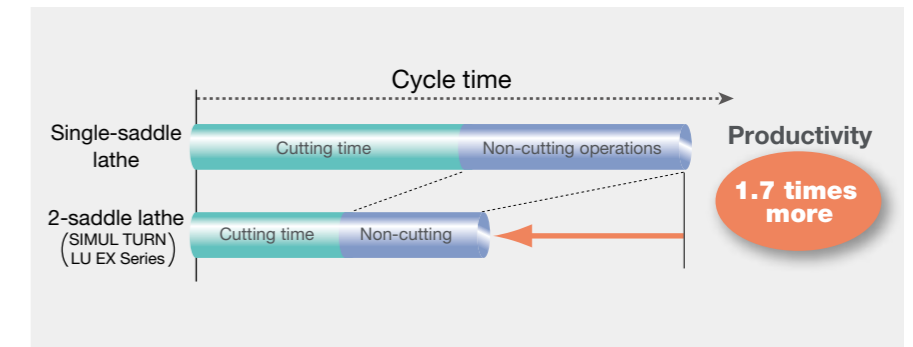 Cycle time
Single-saddle
lathe
Cutting time
Non-cutting operations
Productivity
1.7 times
more
2-saddle lathe
(SIMUL TURN
LU EX Series)
Cutting time
Non-cutting